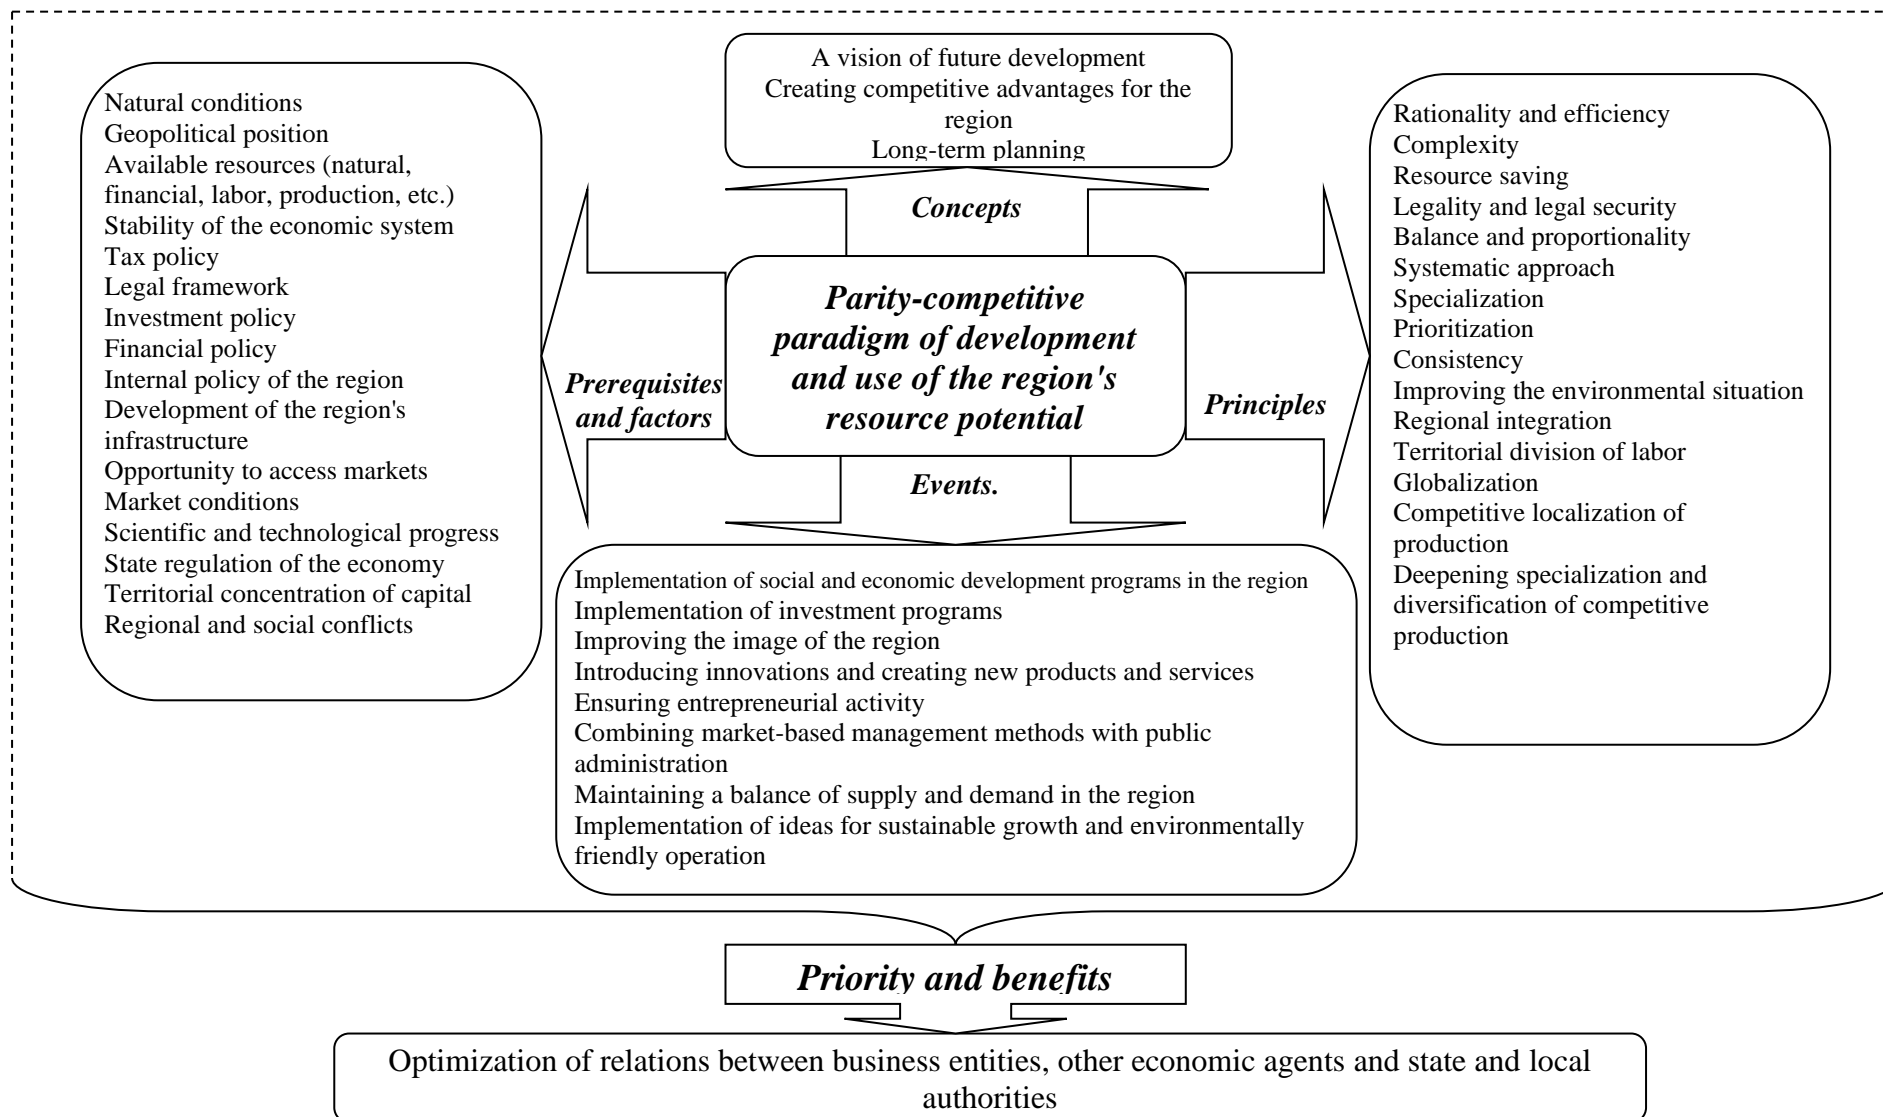 A vision of future development
Creating competitive advantages for the
region
Long-term planning
Natural conditions
Geopolitical position
Available resources (natural,
financial, labor, production, etc.)
Stability of the economic system
Tax policy
Legal framework
Investment policy
Financial policy
Internal policy of the region
Development of the region's
infrastructure
Opportunity to access markets
Market conditions
Scientific and technological progress
State regulation of the economy
Territorial concentration of capital
Regional and social conflicts
Concepts
Prerequisites
and factors
Parity-competitive
paradigm of development
and use of the region's
resource potential
Principles
Events.
Rationality and efficiency
Complexity
Resource saving
Legality and legal security
Balance and proportionality
Systematic approach
Specialization
Prioritization
Consistency
Improving the environmental situation
Regional integration
Territorial division of labor
Globalization
Competitive localization of
production
Deepening specialization and
diversification of competitive
production
Implementation of social and economic development programs in the region
Implementation of investment programs
Improving the image of the region
Introducing innovations and creating new products and services
Ensuring entrepreneurial activity
Combining market-based management methods with public
administration
Maintaining a balance of supply and demand in the region
Implementation of ideas for sustainable growth and environmentally
friendly operation
Priority and benefits
Optimization of relations between business entities, other economic agents and state and local
authorities